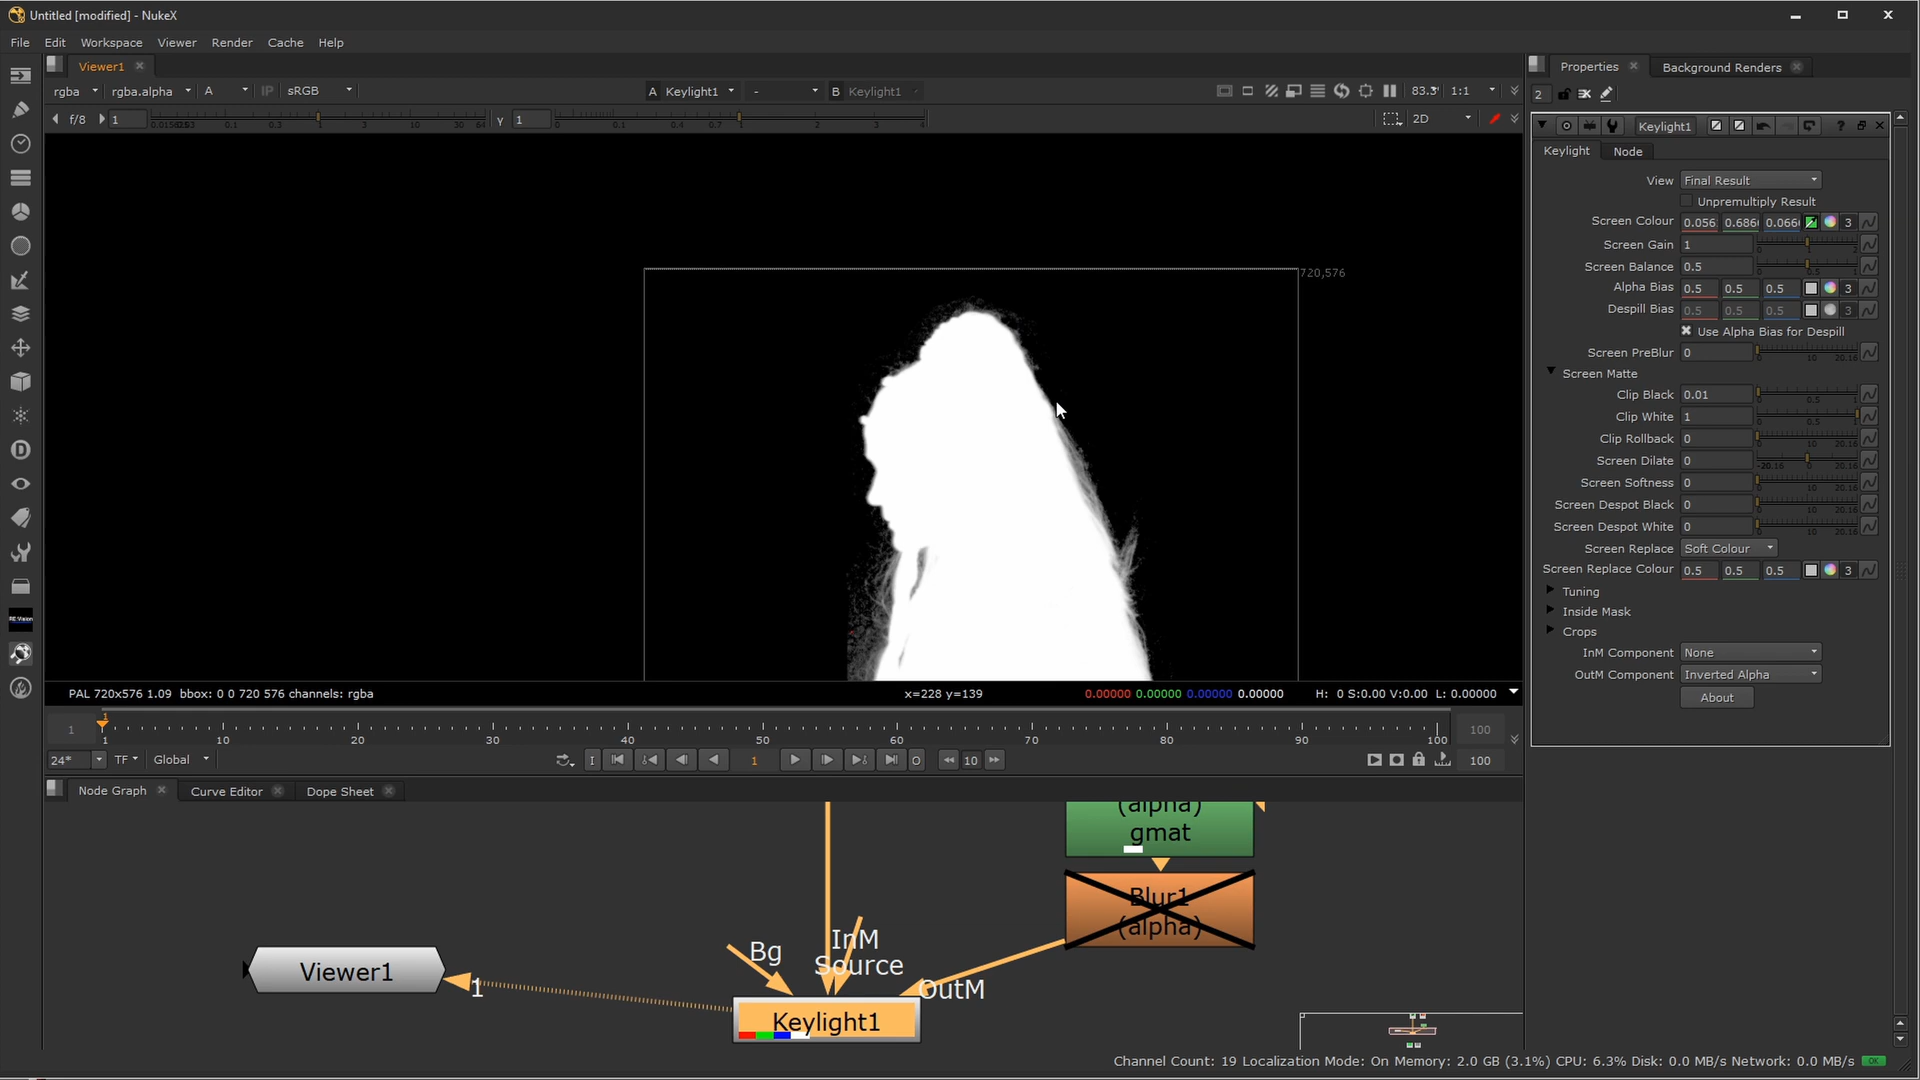 Untitled [modified] - NukeX
File Edit Workspace Viewer Render Cache Help
Viewer1
Properties Background Renders
rgba rgba.alpha A IP sRGB A Keylight1 - B Keylight1 83.3 1:1
2
f/8 1 γ 1 2D
Keylight1 ?
Keylight Node
View Final Result
Unpremultiply Result
Screen Colour 0.056 0.686 0.066 3
Screen Gain 1
Screen Balance 0.5
Alpha Bias 0.5 0.5 0.5 3
Despill Bias 0.5 0.5 0.5 3
Use Alpha Bias for Despill
Screen PreBlur 0
Screen Matte
Clip Black 0.01
Clip White 1
Clip Rollback 0
Screen Dilate 0
Screen Softness 0
Screen Despot Black 0
Screen Despot White 0
Screen Replace Soft Colour
Screen Replace Colour 0.5 0.5 0.5 3
Tuning
Inside Mask
Crops
InM Component None
OutM Component Inverted Alpha
About
720,576
PAL 720x576 1.09 bbox: 0 0 720 576 channels: rgba x=228 y=139 0.00000 0.00000 0.00000 0.00000 H: 0 S:0.00 V:0.00 L: 0.00000
1 1 100
1 10 20 30 40 50 60 70 80 90 100
24* TF Global I 1 O 10 100
Node Graph Curve Editor Dope Sheet
(alpha)
gmat
Blur1
(alpha)
Bg
InM
Source
OutM
Viewer1
1
Keylight1
Channel Count: 19 Localization Mode: On Memory: 2.0 GB (3.1%) CPU: 6.3% Disk: 0.0 MB/s Network: 0.0 MB/s OK